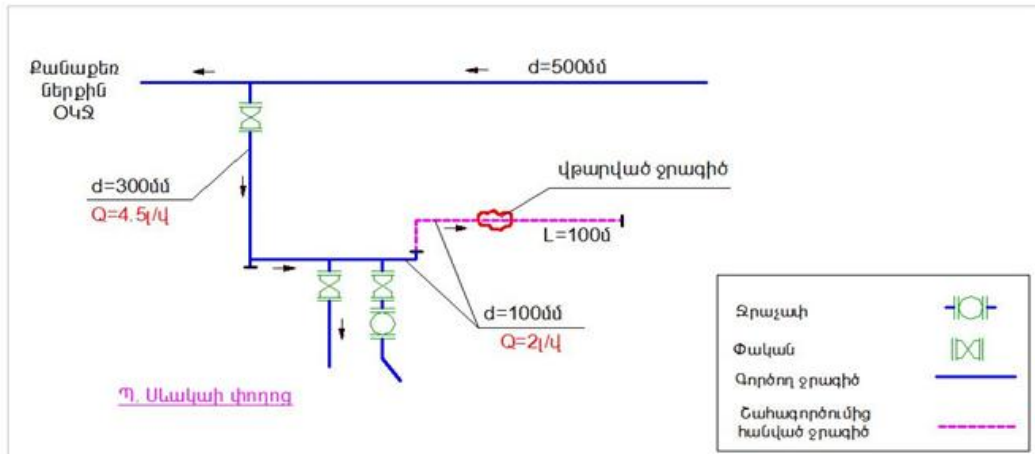 Քանաքեռ
ներքին
ՕԿՋ
d=500մմ
d=300մմ
Q=4.5լ/վ
վթարված ջրագիծ
L=100մ
d=100մմ
Q=2լ/վ
Պ. Սևակաի փողոց
Ջրաչափ
Փական
Գործող ջրագիծ
Շահագործումից
հանված ջրագիծ